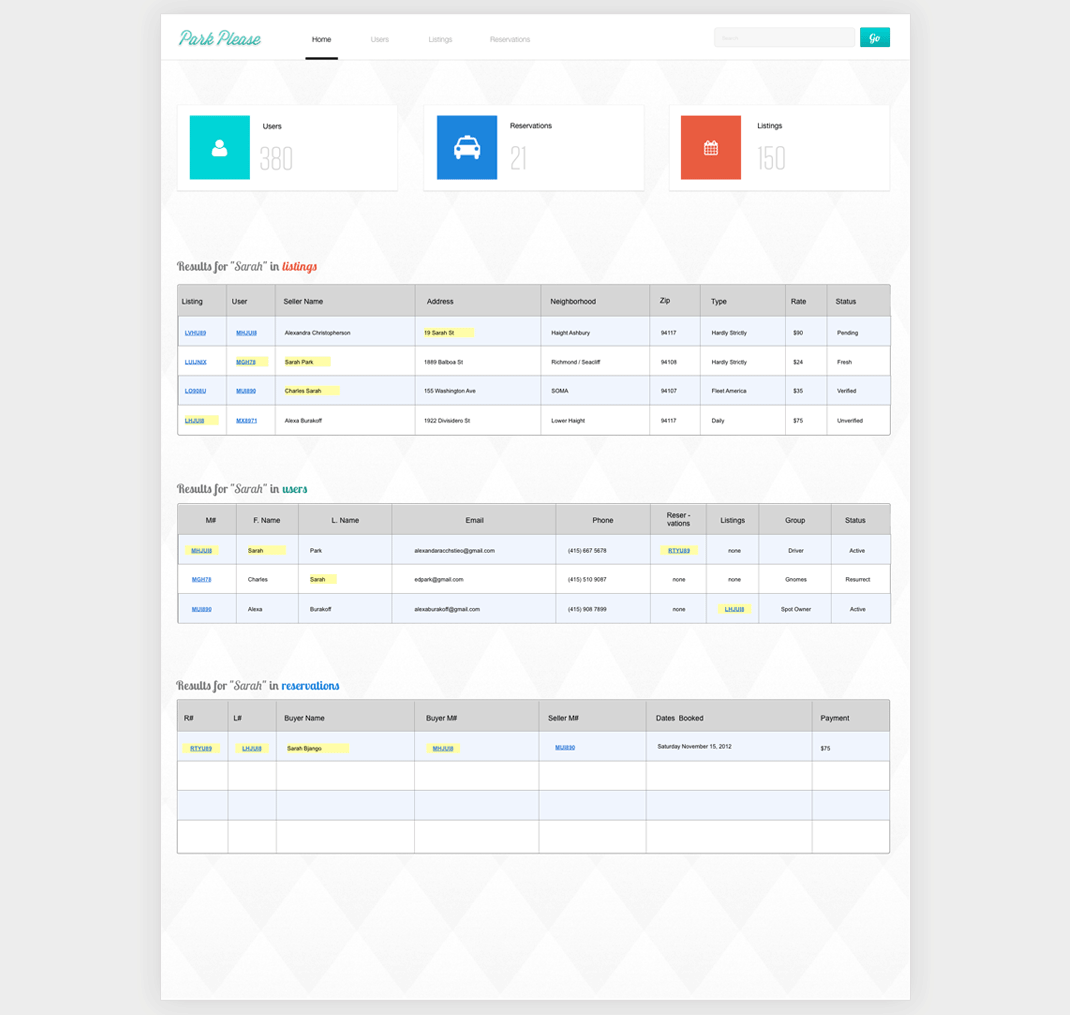 Park Please Home Users Listings Reservations Search Go
Users
380
Reservations
21
Listings
150
Results for "Sarah" in listings
Listing User Seller Name Address Neighborhood Zip Type Rate Status
LVHUI89 MHJUI8 Alexandra Christopherson 19 Sarah St Haight Ashbury 94117 Hardly Strictly $90 Pending
LUIJNIX MGH78 Sarah Park 1889 Balboa St Richmond / Seacliff 94108 Hardly Strictly $24 Fresh
LO908U MUI890 Charles Sarah 155 Washington Ave SOMA 94107 Fleet America $35 Verified
LHJUI8 MX8971 Alexa Burakoff 1922 Divisidero St Lower Haight 94117 Daily $75 Unverified
Results for "Sarah" in users
M# F. Name L. Name Email Phone Reser - vations Listings Group Status
MHJUI8 Sarah Park alexandaracchstieo@gmail.com (415) 667 5678 RTYU89 none Driver Active
MGH78 Charles Sarah edpark@gmail.com (415) 510 9087 none none Gnomes Resurrect
MUI890 Alexa Burakoff alexaburakoff@gmail.com (415) 908 7899 none LHJUI8 Spot Owner Active
Results for "Sarah" in reservations
R# L# Buyer Name Buyer M# Seller M# Dates Booked Payment
RTYU89 LHJUI8 Sarah Bjango MHJUI8 MUI890 Saturday November 15, 2012 $75